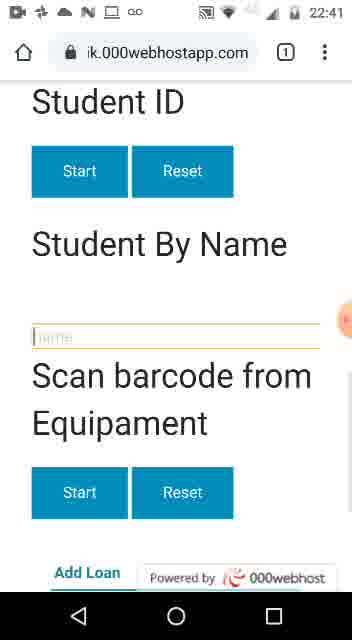 22:41
ik.000webhostapp.com
1
Student ID
Start
Reset
Student By Name
name
Scan barcode from
Equipament
Start
Reset
Add Loan
Powered by 000webhost